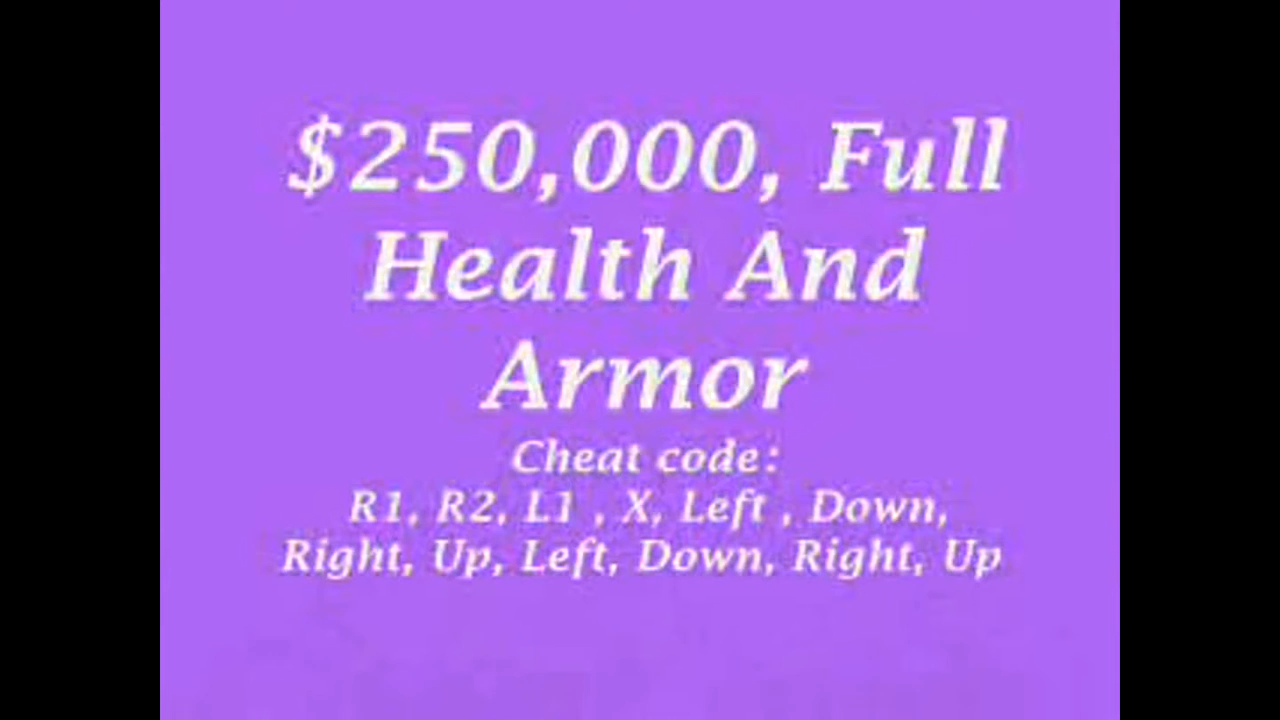 $250,000, Full
Health And
Armor
Cheat code:
R1, R2, L1 , X, Left , Down,
Right, Up, Left, Down, Right, Up